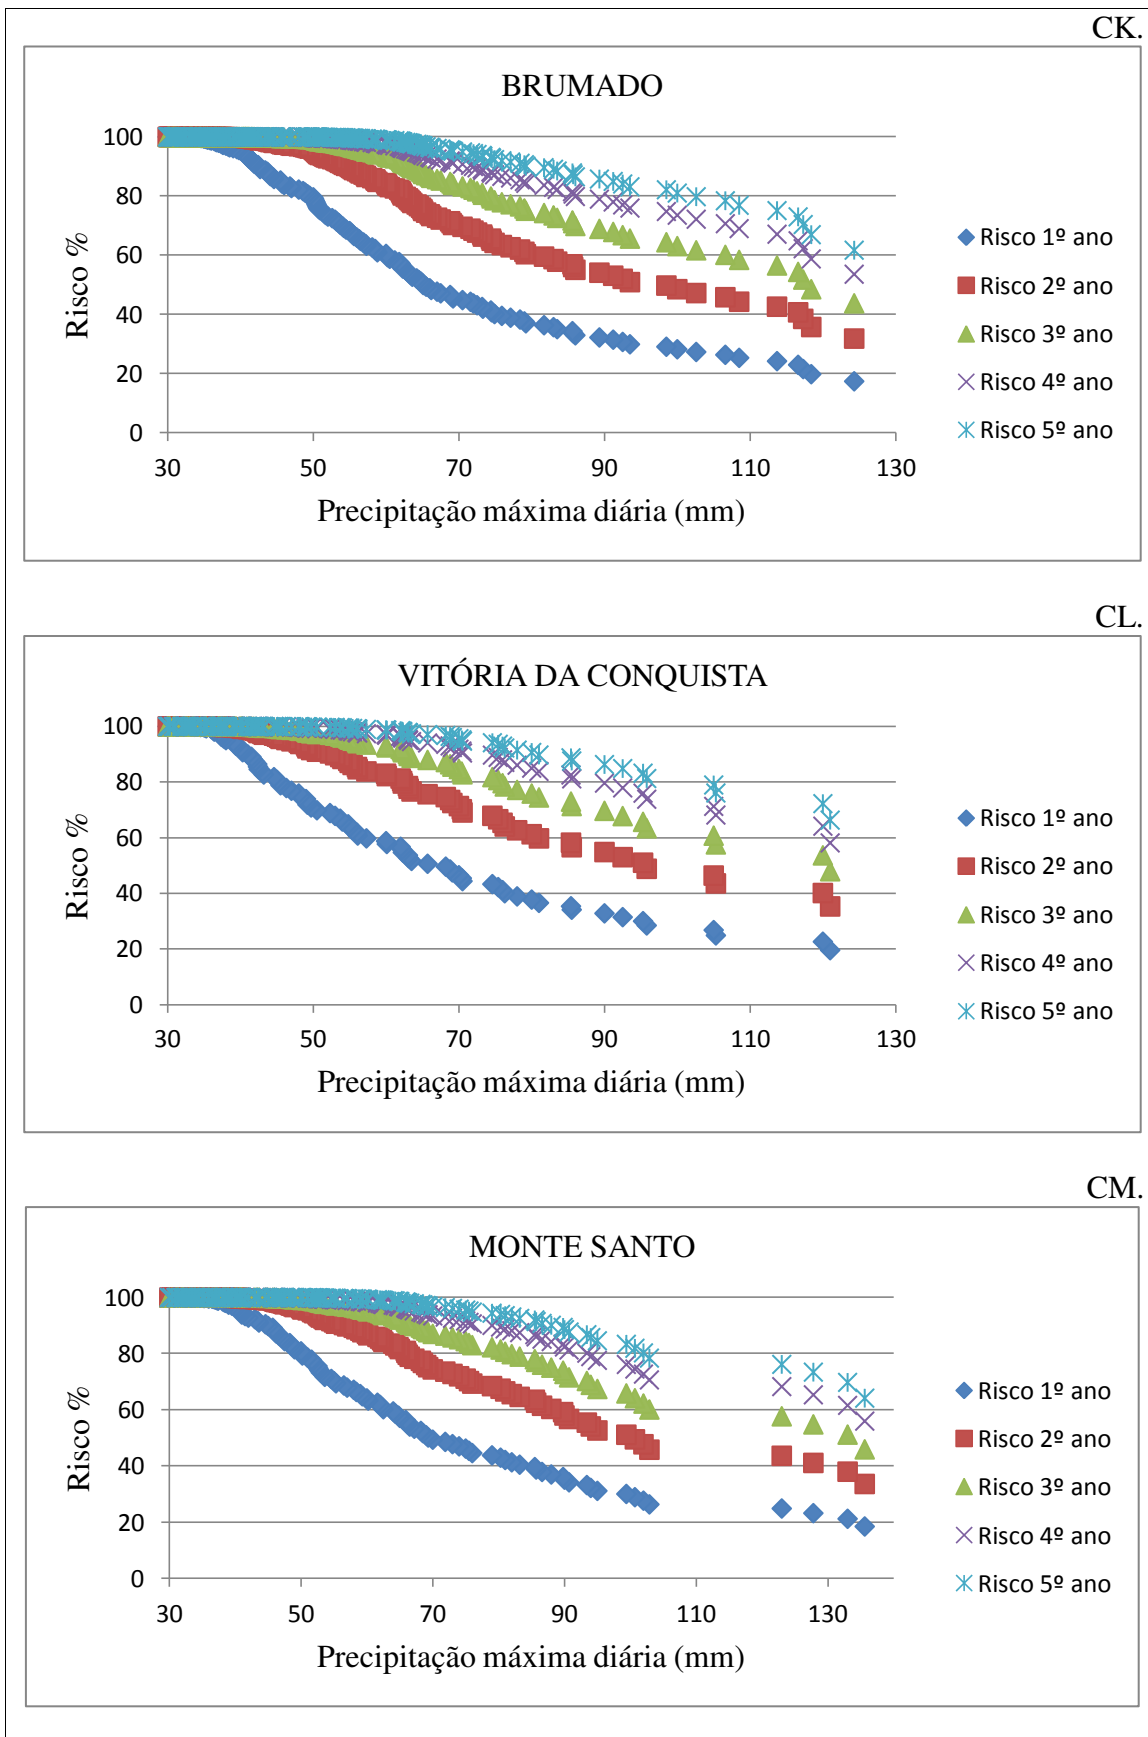 CK.
BRUMADO
100
80
60
40
20
0
Risco %
30 50 70 90 110 130
Precipitação máxima diária (mm)
Risco 1º ano
Risco 2º ano
Risco 3º ano
Risco 4º ano
Risco 5º ano
CL.
VITÓRIA DA CONQUISTA
100
80
60
40
20
0
Risco %
30 50 70 90 110 130
Precipitação máxima diária (mm)
Risco 1º ano
Risco 2º ano
Risco 3º ano
Risco 4º ano
Risco 5º ano
CM.
MONTE SANTO
100
80
60
40
20
0
Risco %
30 50 70 90 110 130
Precipitação máxima diária (mm)
Risco 1º ano
Risco 2º ano
Risco 3º ano
Risco 4º ano
Risco 5º ano